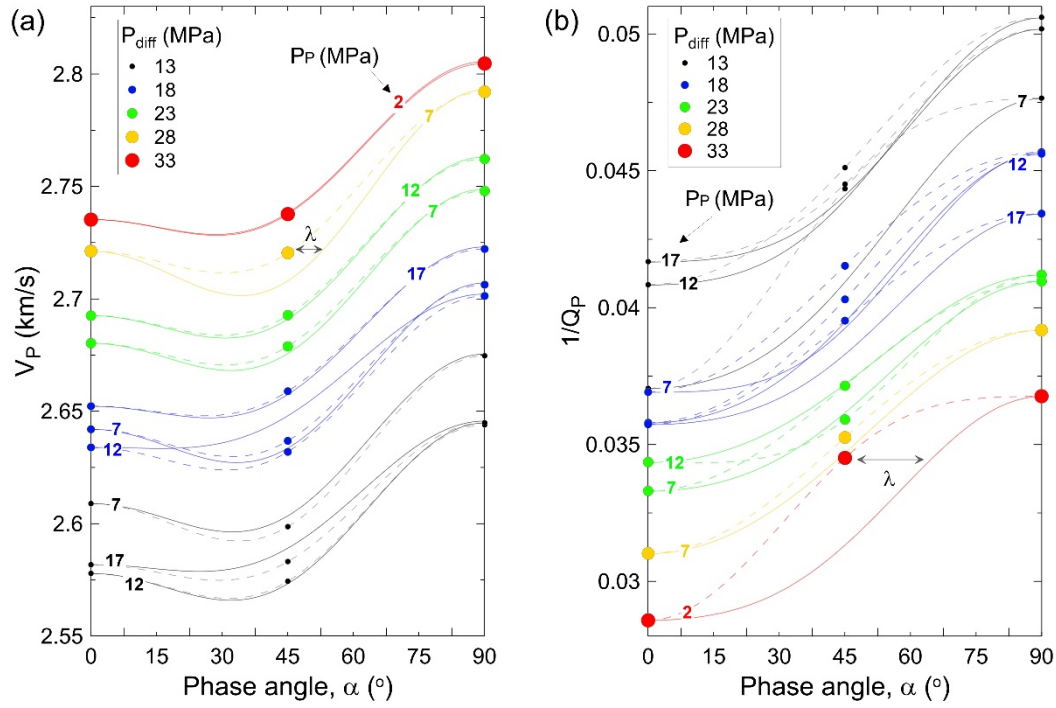 (a)
P_diff (MPa)
13
18
23
28
33
P_P (MPa)
2
7
12
7
17
7
12
7
17
12
λ
2.8
2.75
2.7
2.65
2.6
2.55
V_P (km/s)
0 15 30 45 60 75 90
Phase angle, α (°)
(b)
P_diff (MPa)
13
18
23
28
33
P_P (MPa)
7
12
17
17
12
7
12
7
7
2
λ
0.05
0.045
0.04
0.035
0.03
1/Q_P
0 15 30 45 60 75 90
Phase angle, α (°)